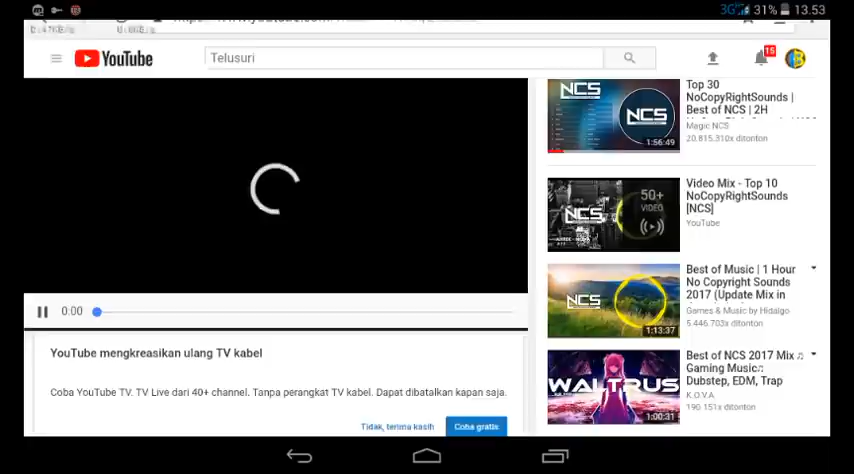 3G
31%
13.53
YouTube
Telusuri
15
NCS
NCS
1:56:49
Top 30
NoCopyRightSounds |
Best of NCS | 2H
Magic NCS
20.815.310x ditonton
NCS
50+
VIDEO
Video Mix - Top 10
NoCopyRightSounds
[NCS]
YouTube
NCS
1:13:37
Best of Music | 1 Hour
No Copyright Sounds
2017 (Update Mix in
Games & Music by Hidalgo
5.446.703x ditonton
WALTRUS
1:00:31
Best of NCS 2017 Mix ♫
Gaming Music♫
Dubstep, EDM, Trap
K.O.V.A
190.151x ditonton
0:00
YouTube mengkreasikan ulang TV kabel
Coba YouTube TV. TV Live dari 40+ channel. Tanpa perangkat TV kabel. Dapat dibatalkan kapan saja.
Tidak, terima kasih
Coba gratis